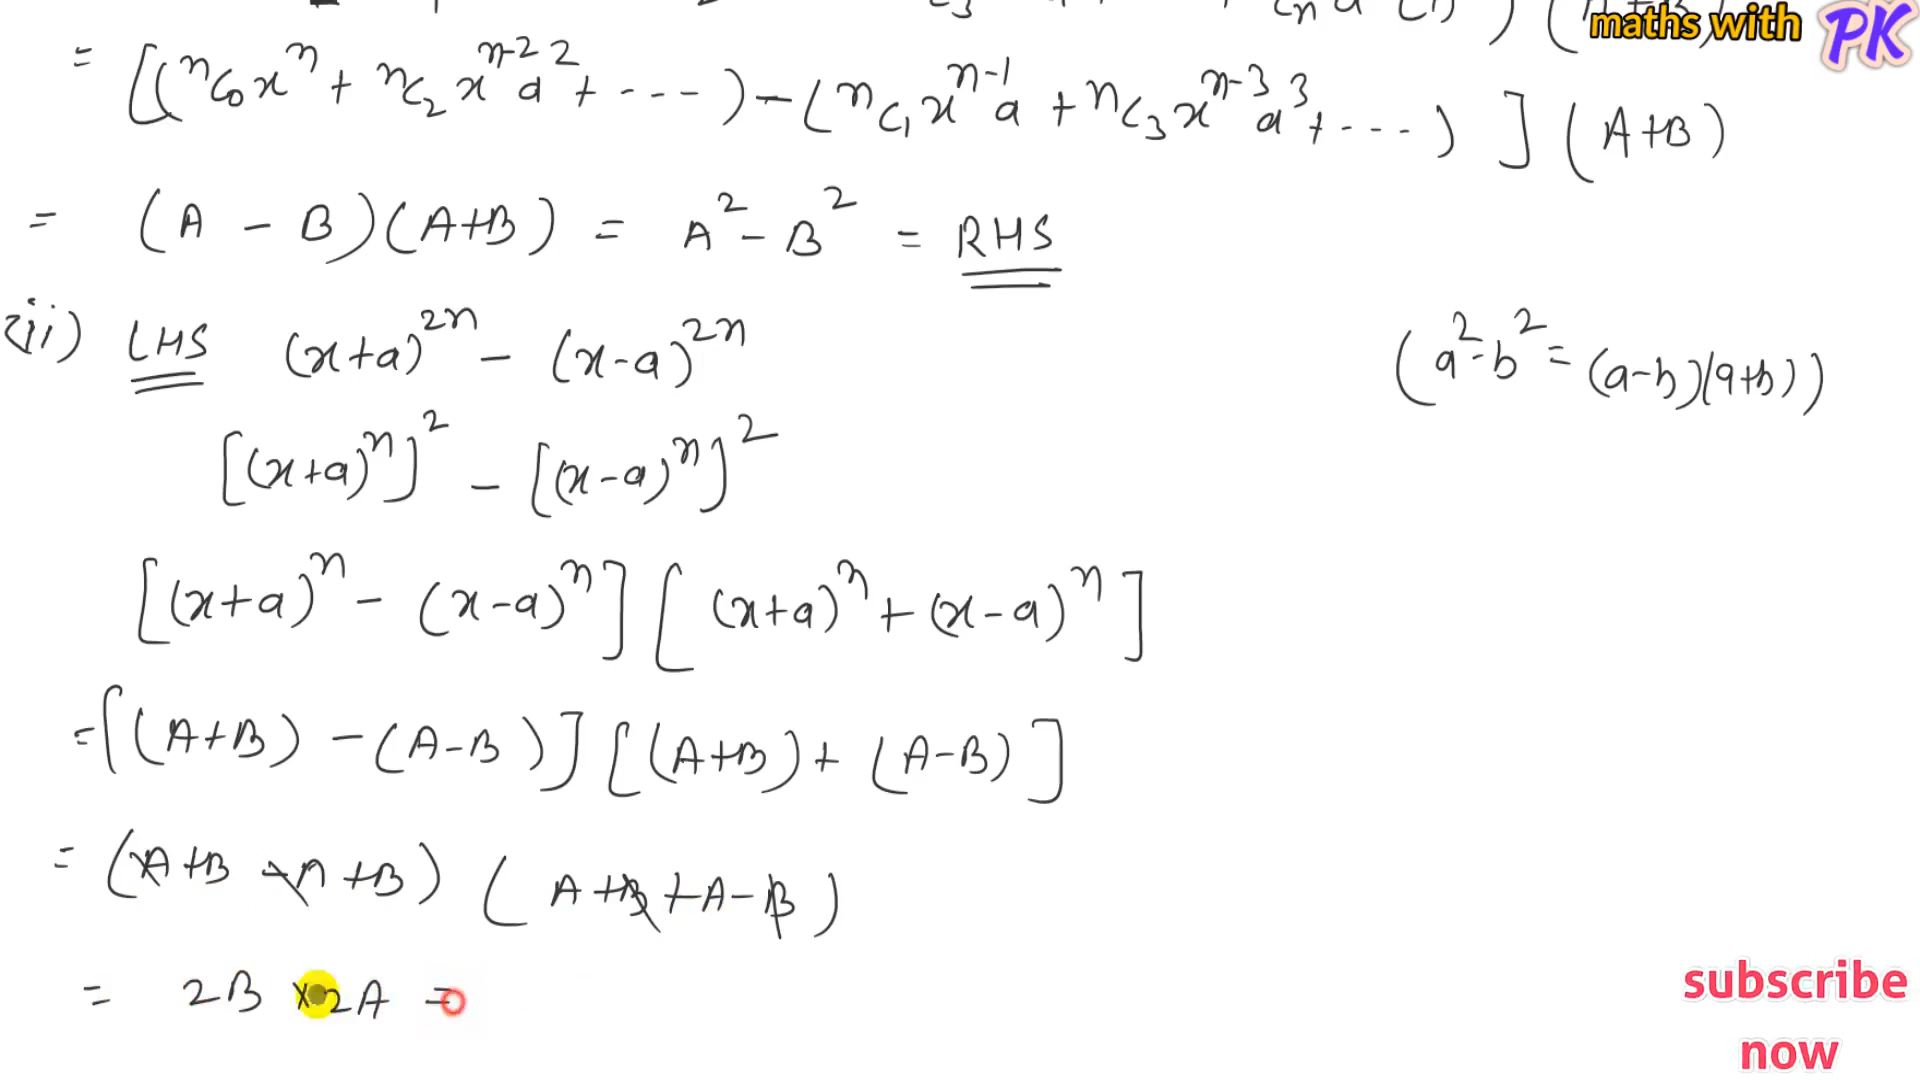 maths with PK
= [(ⁿC₀xⁿ + ⁿC₂xⁿ⁻²a² + ----) - (ⁿC₁xⁿ⁻¹a + ⁿC₃xⁿ⁻³a³ + ----)] (A+B)
= (A - B)(A+B) = A² - B² = RHS
(ii) LHS (x+a)²ⁿ - (x-a)²ⁿ (a²-b² = (a-b)(a+b))
[(x+a)ⁿ]² - [(x-a)ⁿ]²
[(x+a)ⁿ - (x-a)ⁿ] [(x+a)ⁿ + (x-a)ⁿ]
= [(A+B) - (A-B)] [(A+B) + (A-B)]
= (A+B -A +B) (A+B+A-B)
= 2B × 2A =
subscribe
now